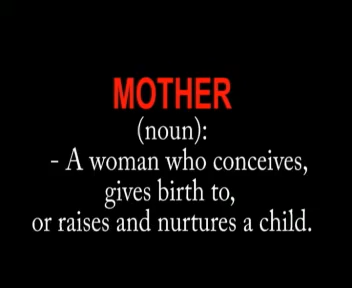 MOTHER
(noun):
- A woman who conceives,
gives birth to,
or raises and nurtures a child.